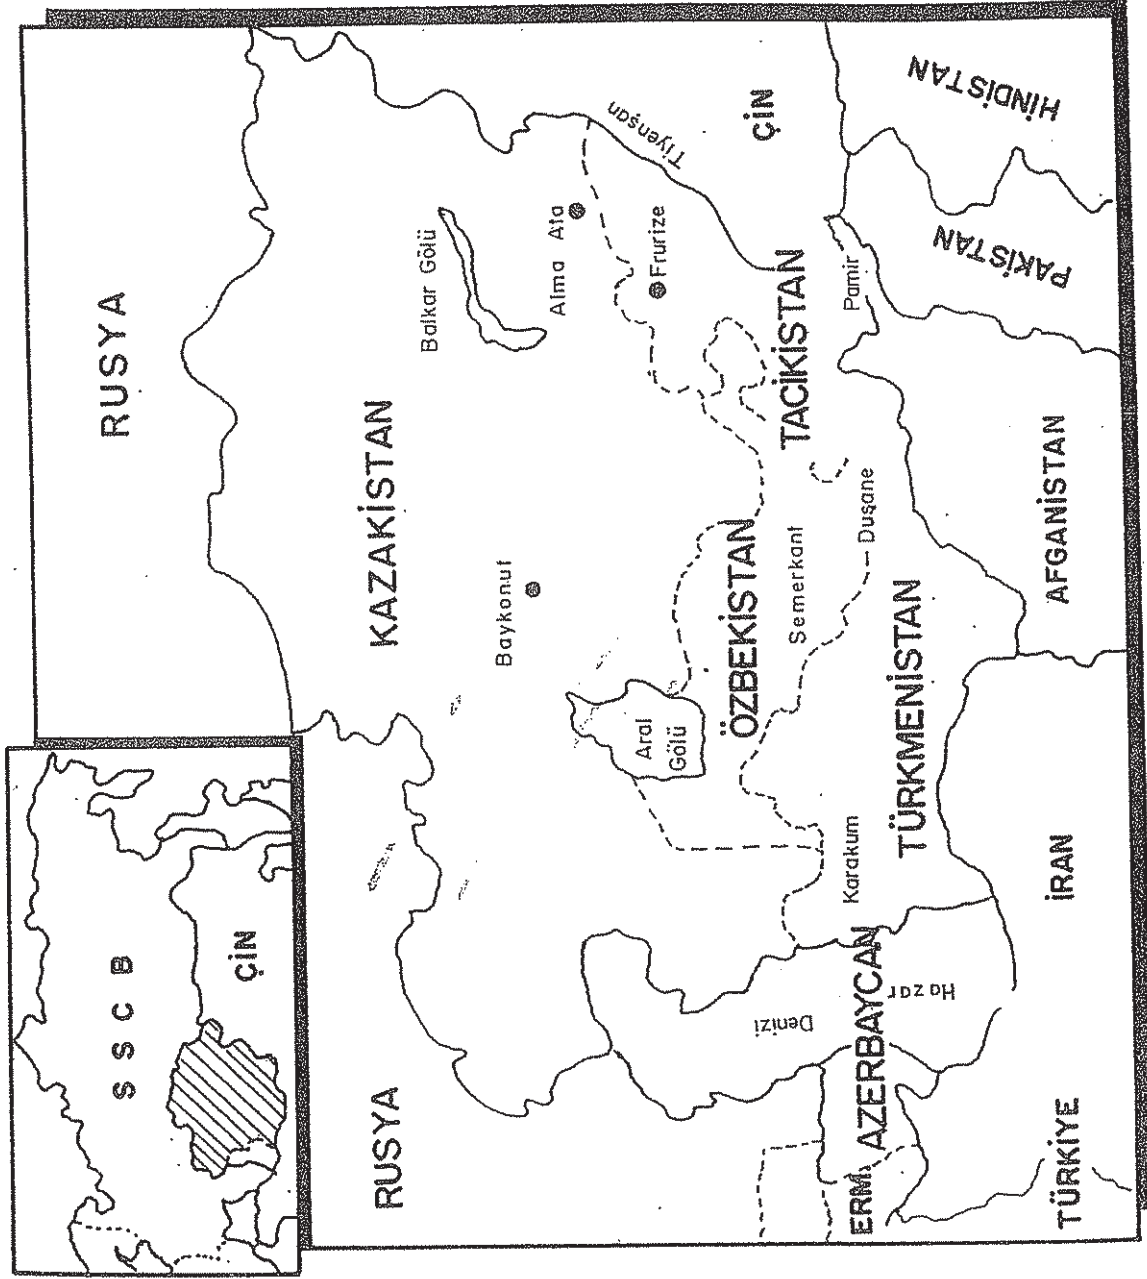 S S C B
ÇİN
RUSYA
RUSYA
KAZAKİSTAN
Balkar Gölü
Alma Ata
Baykonuf
Frurize
Tiyenşan
ÇİN
Aral
Gölü
ÖZBEKİSTAN
Semerkant
TACİKİSTAN
Pamir
Duşane
Karakum
TÜRKMENİSTAN
Hazar
Denizi
ERM.
AZERBAYCAN
TÜRKİYE
İRAN
AFGANİSTAN
PAKİSTAN
HİNDİSTAN